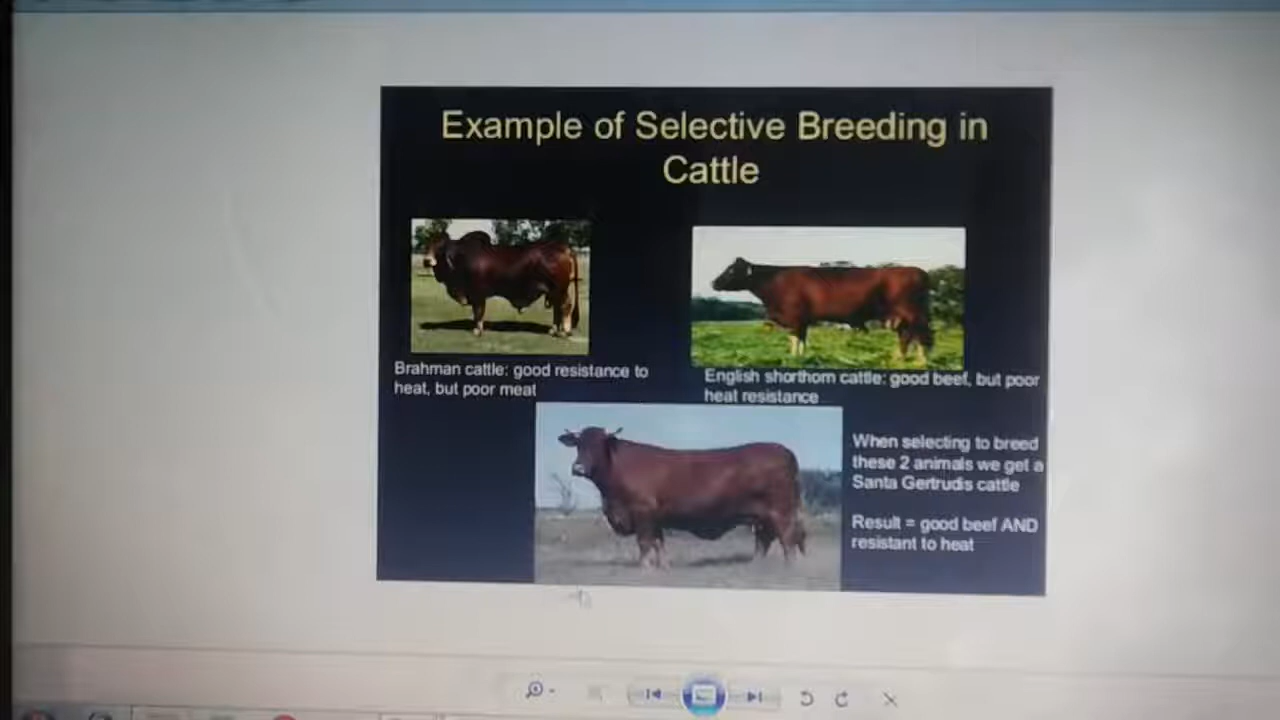 Example of Selective Breeding in
Cattle
Brahman cattle: good resistance to
heat, but poor meat
English shorthorn cattle: good beef, but poor
heat resistance
When selecting to breed
these 2 animals we get a
Santa Gertrudis cattle
Result = good beef AND
resistant to heat